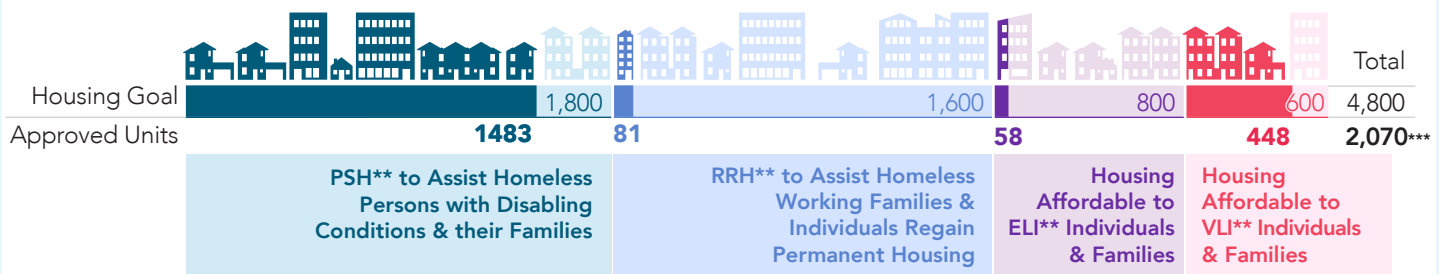 Total
Housing Goal 1,800 1,600 800 600 4,800
Approved Units 1483 81 58 448 2,070***
PSH** to Assist Homeless
Persons with Disabling
Conditions & their Families
RRH** to Assist Homeless
Working Families &
Individuals Regain
Permanent Housing
Housing
Affordable to
ELI** Individuals
& Families
Housing
Affordable to
VLI** Individuals
& Families